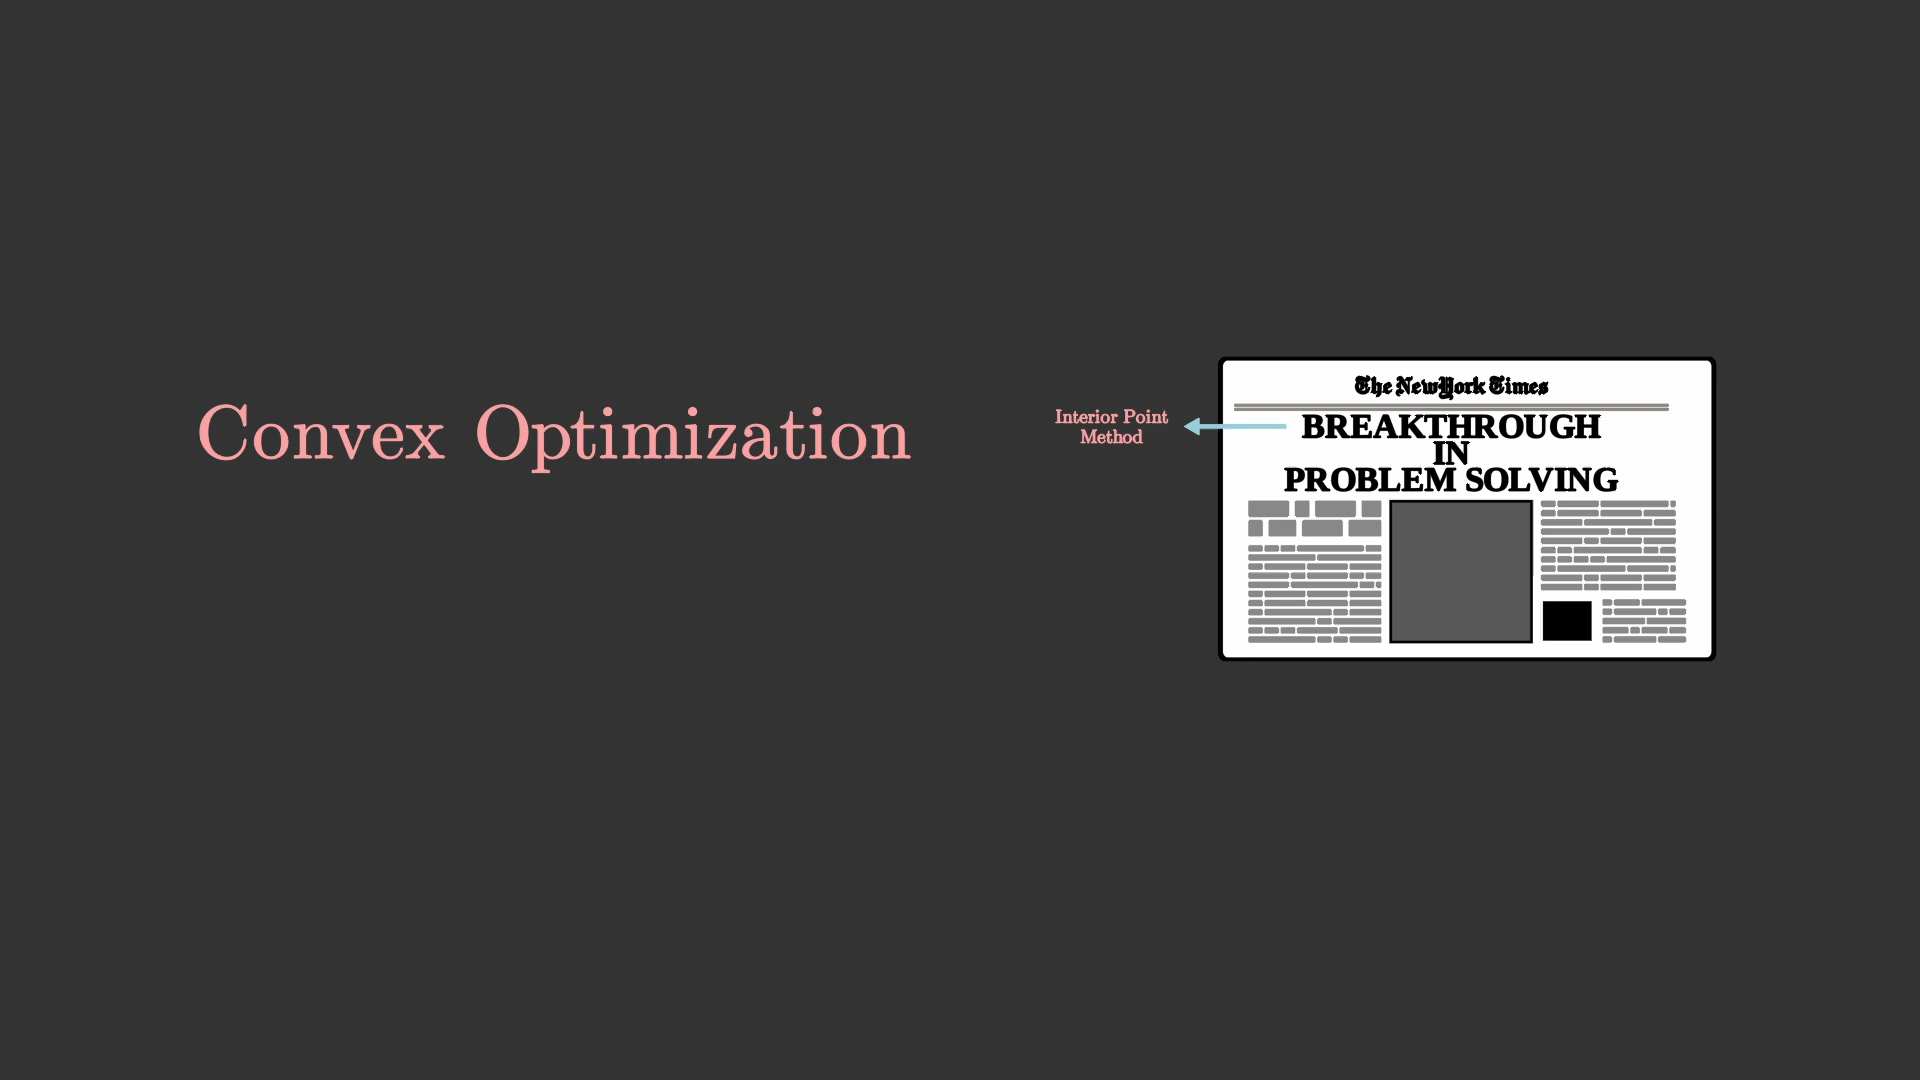 Convex Optimization
Interior Point
Method
The New York Times
BREAKTHROUGH
IN
PROBLEM SOLVING